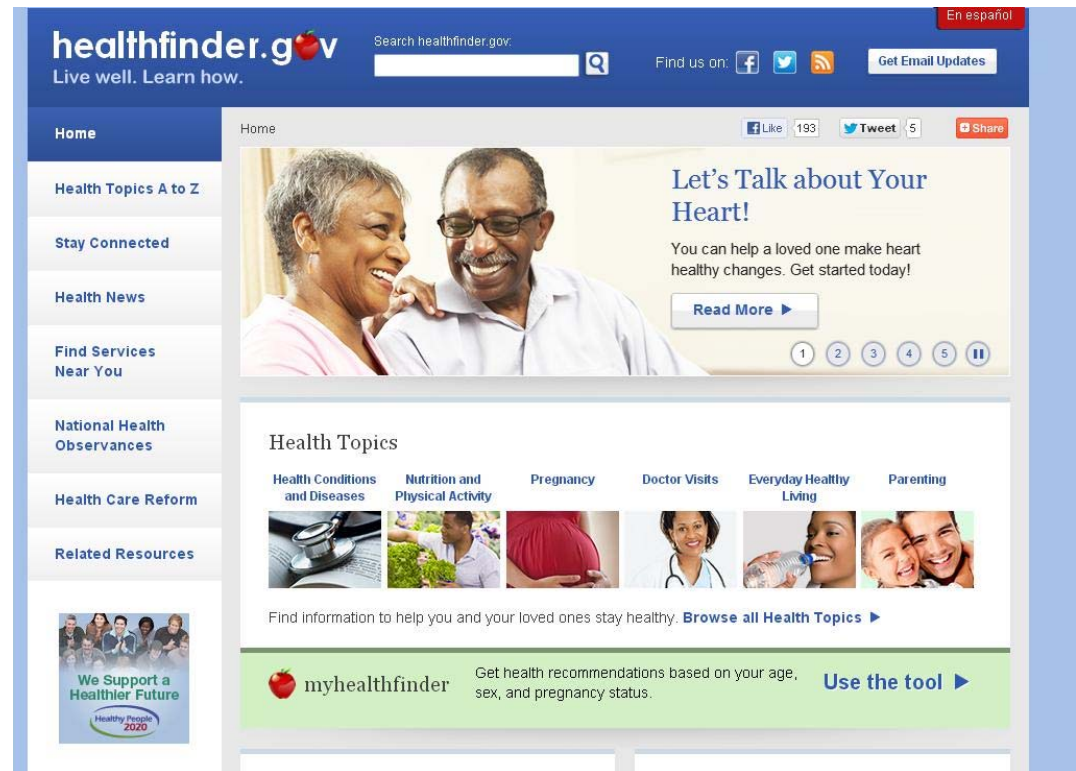 En español
healthfinder.gov
Live well. Learn how.
Search healthfinder.gov:
Find us on:
Get Email Updates
Home
Health Topics A to Z
Stay Connected
Health News
Find Services
Near You
National Health
Observances
Health Care Reform
Related Resources
We Support a
Healthier Future
Healthy People
2020
Home
Like 193
Tweet 5
Share
Let's Talk about Your
Heart!
You can help a loved one make heart
healthy changes. Get started today!
Read More
1 2 3 4 5
Health Topics
Health Conditions
and Diseases
Nutrition and
Physical Activity
Pregnancy
Doctor Visits
Everyday Healthy
Living
Parenting
Find information to help you and your loved ones stay healthy. Browse all Health Topics
myhealthfinder
Get health recommendations based on your age,
sex, and pregnancy status.
Use the tool